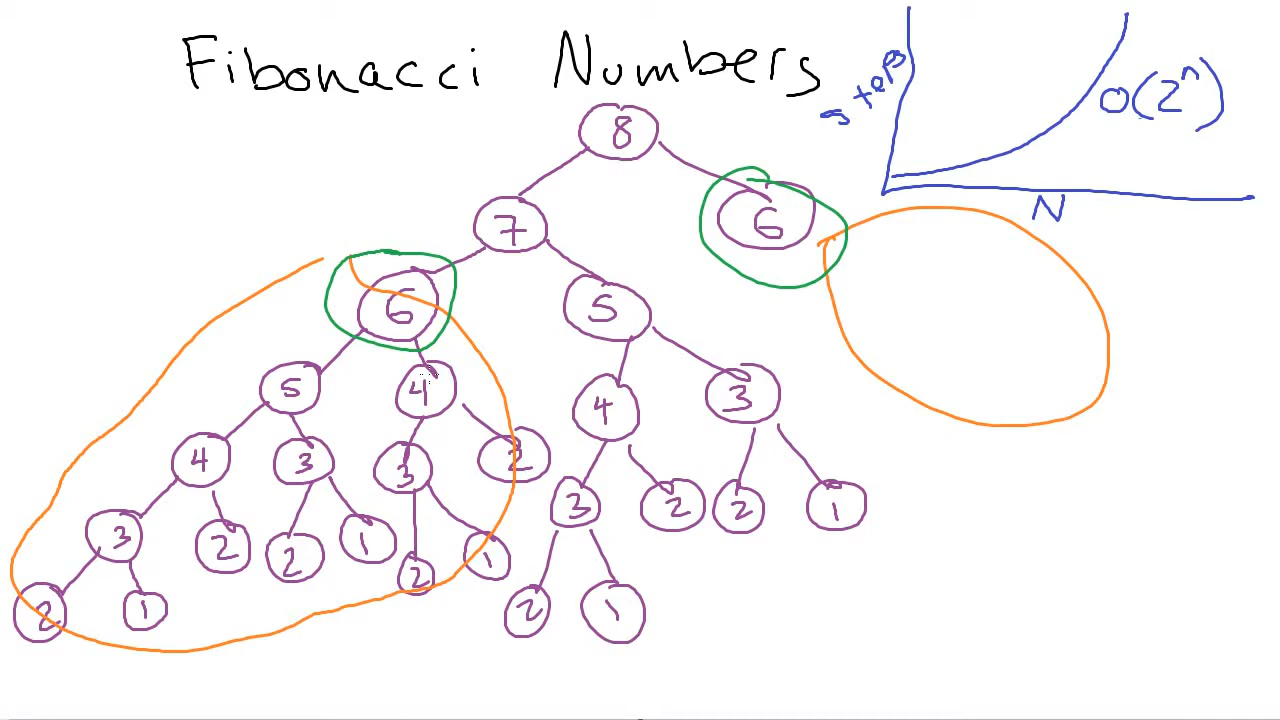 Fibonacci Numbers
steps
O(2ⁿ)
N
8
7 6
6 5
5 4 4 3
4 3 3 2 3 2 2 1
3 2 2 1 2 1 2 1
2 1